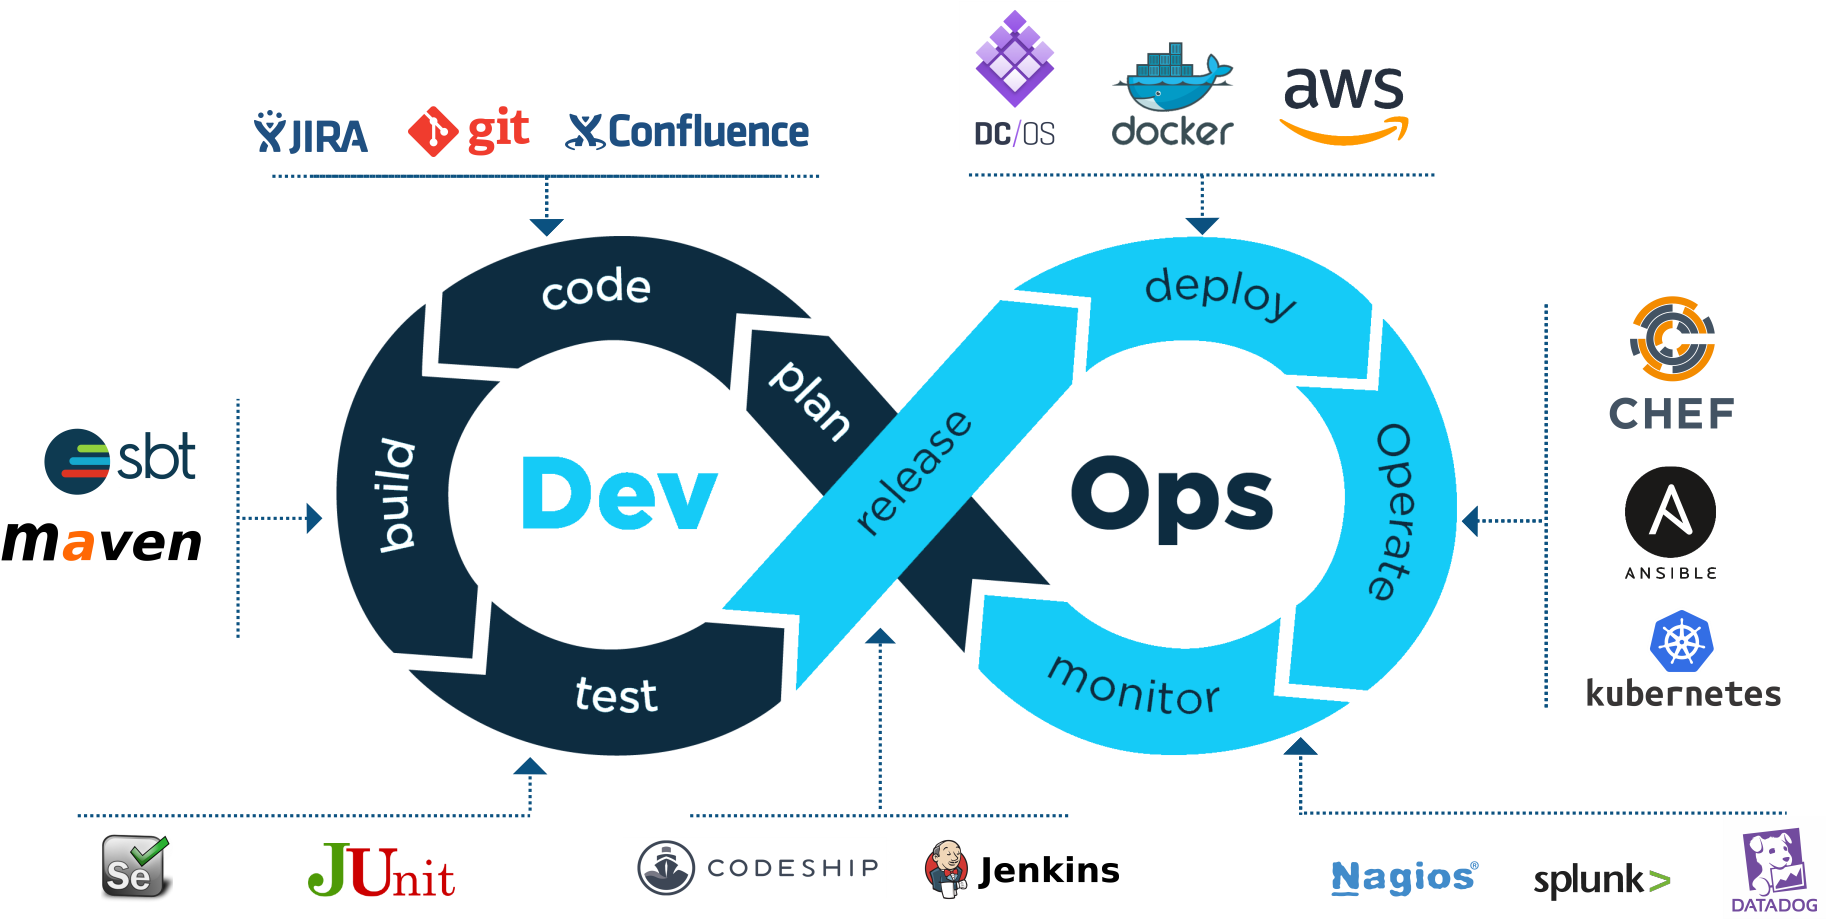 DC/OS
docker
aws
JIRA
git
Confluence
code
deploy
plan
release
CHEF
sbt
maven
build
Dev
Ops
Operate
ANSIBLE
kubernetes
test
monitor
Se
JUnit
CODESHIP
Jenkins
Nagios®
splunk>
DATADOG